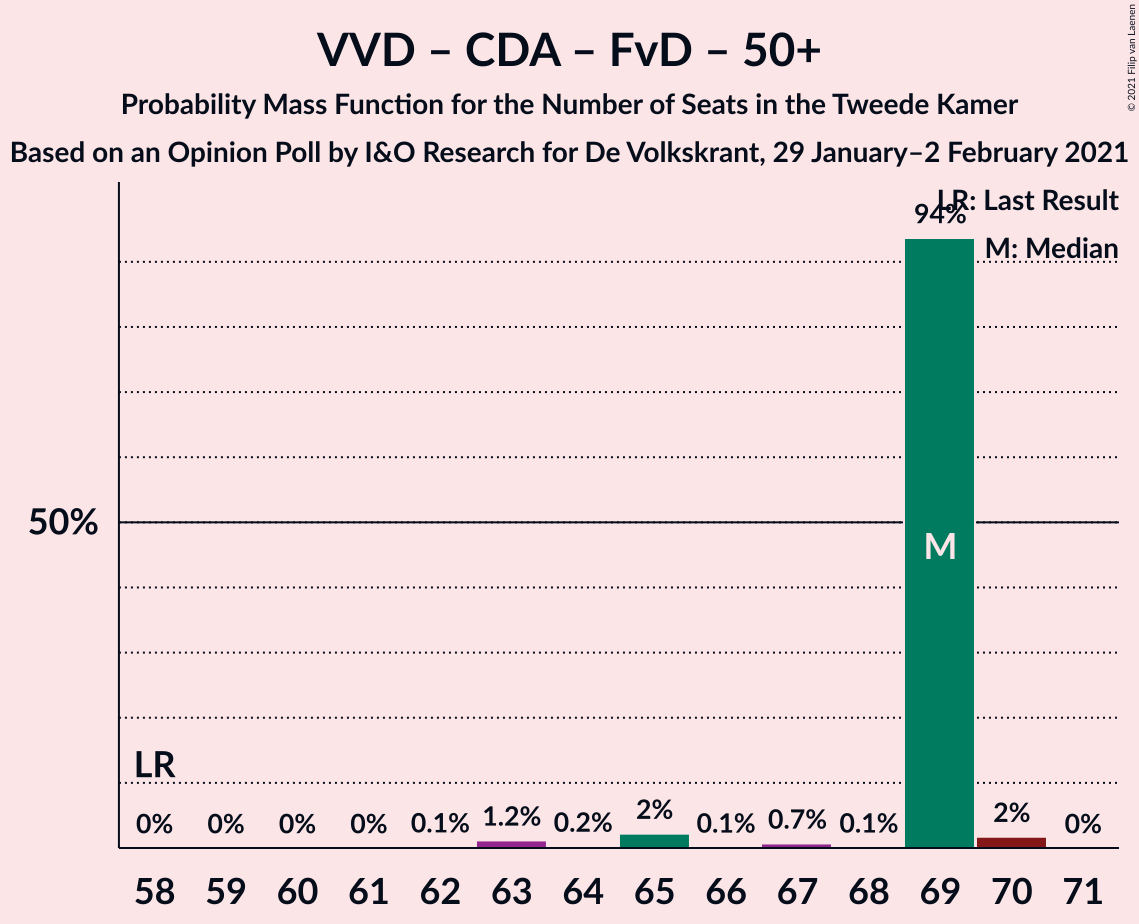 VVD – CDA – FvD – 50+
Probability Mass Function for the Number of Seats in the Tweede Kamer
Based on an Opinion Poll by I&O Research for De Volkskrant, 29 January–2 February 2021
© 2021 Filip van Laenen
LR: Last Result
94%
M: Median
50%
M
LR
0% 0% 0% 0% 0.1% 1.2% 0.2% 2% 0.1% 0.7% 0.1% 2% 0%
58 59 60 61 62 63 64 65 66 67 68 69 70 71